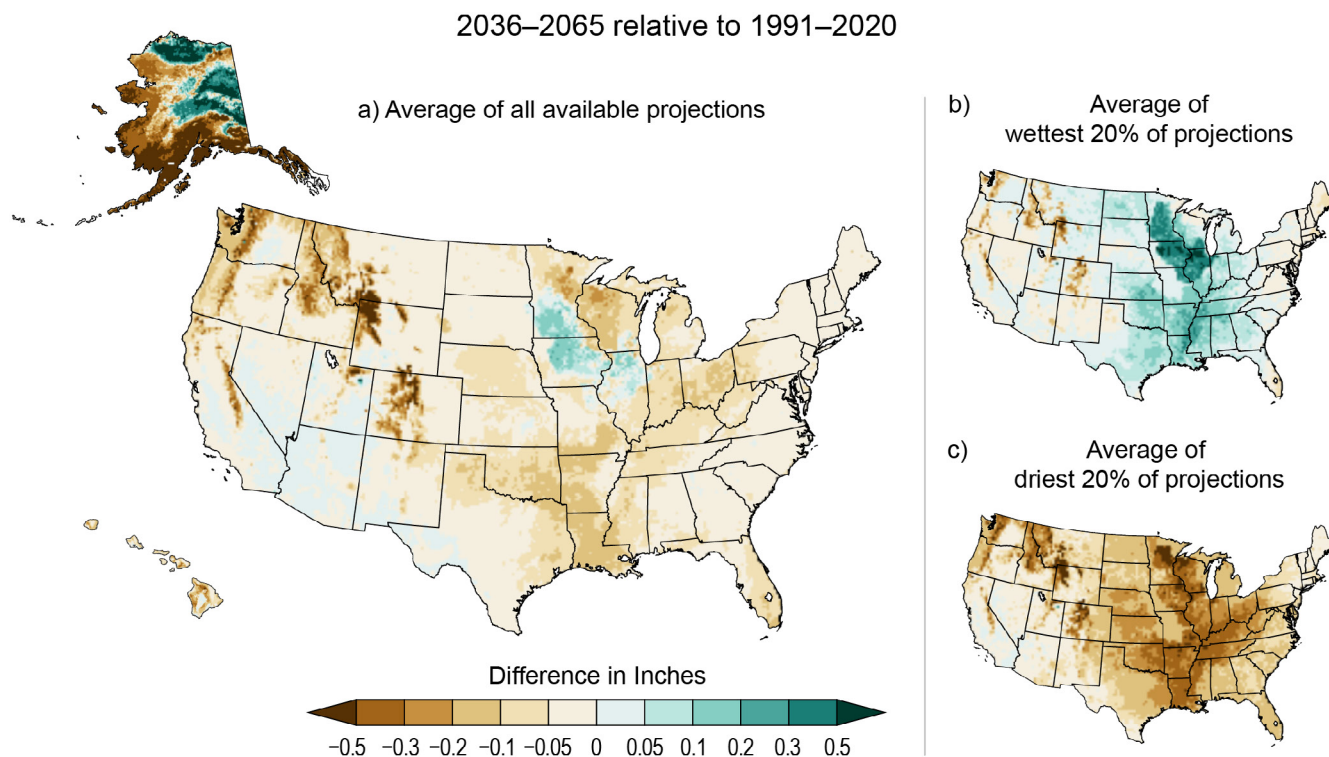 2036–2065 relative to 1991–2020
a) Average of all available projections
b)
Average of
wettest 20% of projections
c)
Average of
driest 20% of projections
Difference in Inches
−0.5 −0.3 −0.2 −0.1 −0.05 0 0.05 0.1 0.2 0.3 0.5